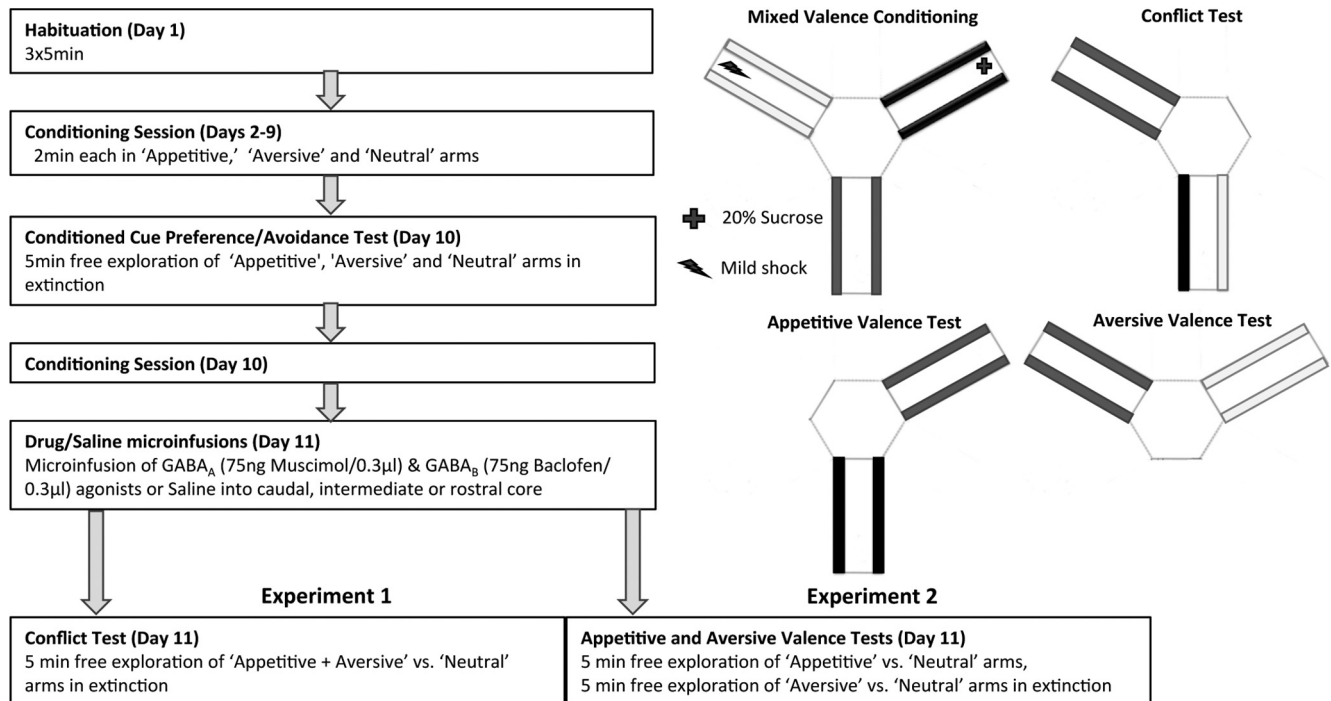 Habituation (Day 1)
3x5min
Conditioning Session (Days 2-9)
2min each in ‘Appetitive,’ ‘Aversive’ and ‘Neutral’ arms
Conditioned Cue Preference/Avoidance Test (Day 10)
5min free exploration of ‘Appetitive', 'Aversive’ and ‘Neutral’ arms in
extinction
Conditioning Session (Day 10)
Drug/Saline microinfusions (Day 11)
Microinfusion of GABA_A (75ng Muscimol/0.3µl) & GABA_B (75ng Baclofen/
0.3µl) agonists or Saline into caudal, intermediate or rostral core
Experiment 1
Conflict Test (Day 11)
5 min free exploration of ‘Appetitive + Aversive’ vs. ‘Neutral’
arms in extinction
Experiment 2
Appetitive and Aversive Valence Tests (Day 11)
5 min free exploration of ‘Appetitive’ vs. ‘Neutral’ arms,
5 min free exploration of ‘Aversive’ vs. ‘Neutral’ arms in extinction
Mixed Valence Conditioning
Conflict Test
20% Sucrose
Mild shock
Appetitive Valence Test
Aversive Valence Test